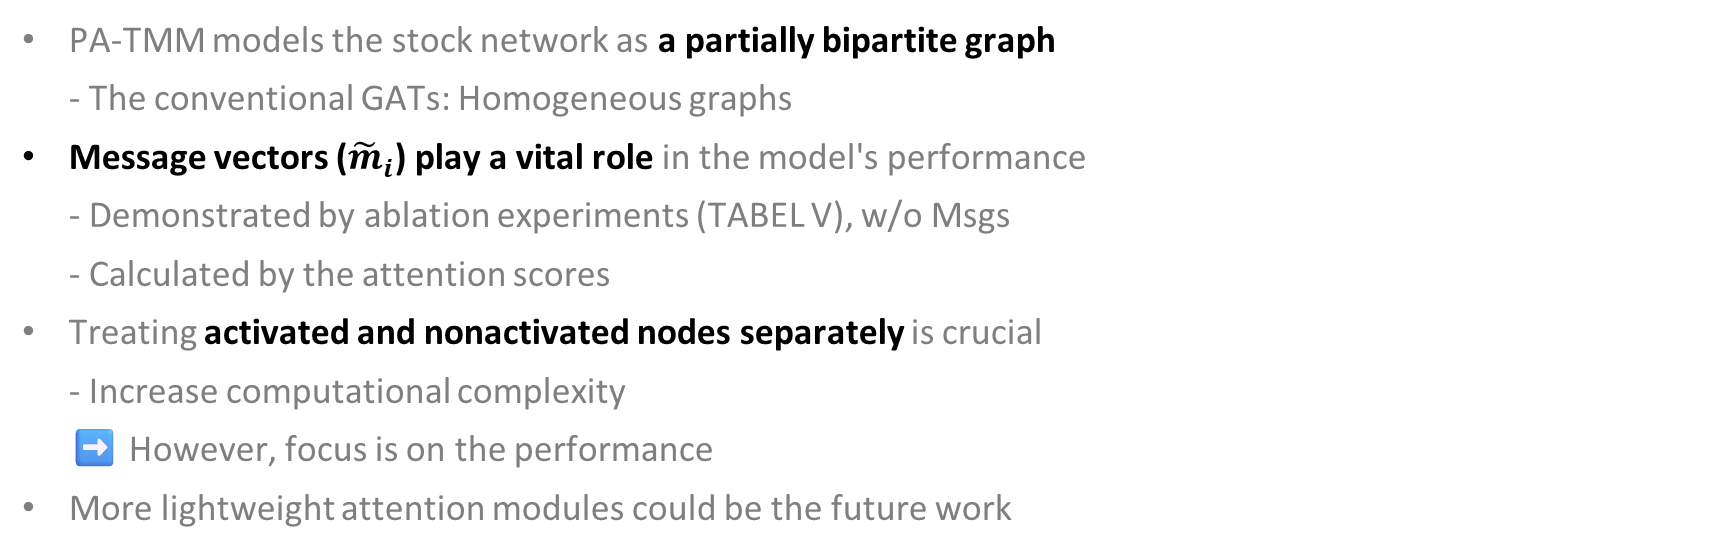 • PA-TMM models the stock network as a partially bipartite graph
- The conventional GATs: Homogeneous graphs
• Message vectors (m̃ᵢ) play a vital role in the model's performance
- Demonstrated by ablation experiments (TABEL V), w/o Msgs
- Calculated by the attention scores
• Treating activated and nonactivated nodes separately is crucial
- Increase computational complexity
➡ However, focus is on the performance
• More lightweight attention modules could be the future work